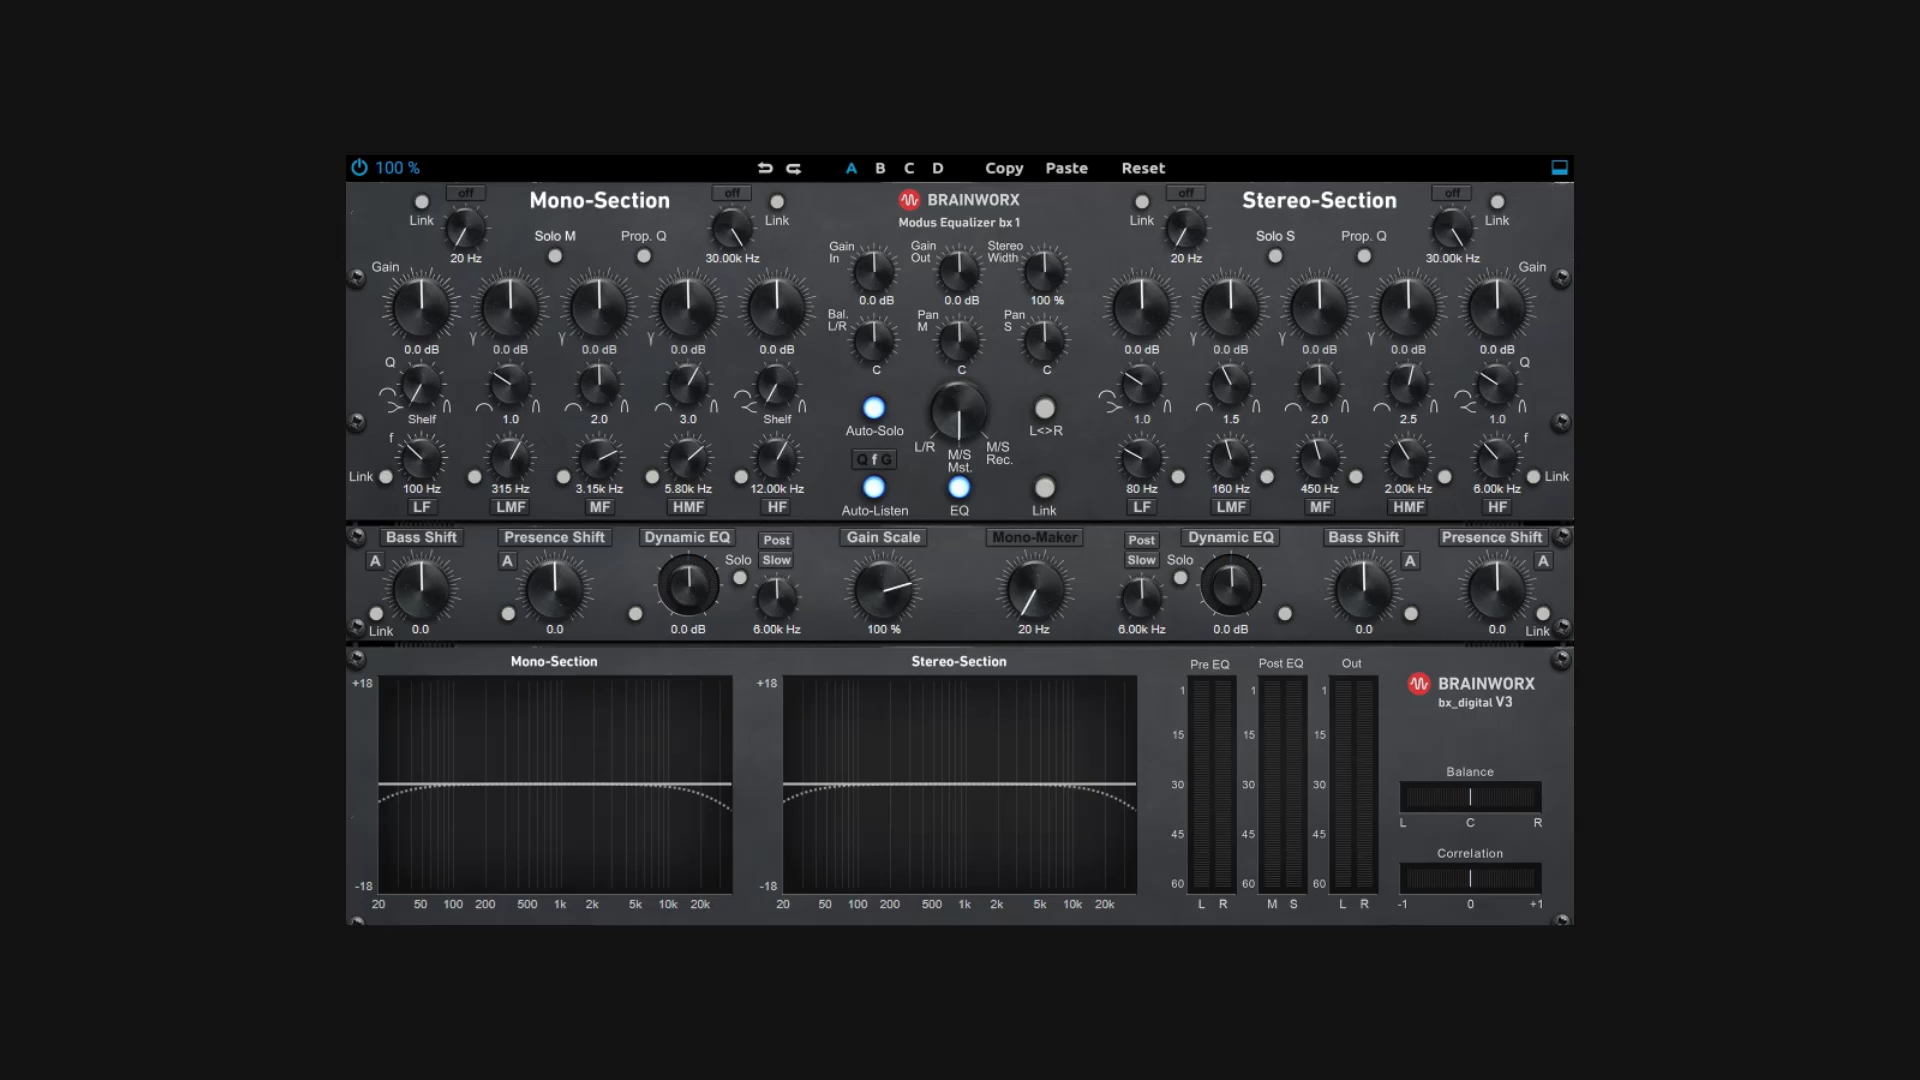 100 %
A B C D Copy Paste Reset
Link off Mono-Section off Link
Solo M Prop. Q
20 Hz 30.00k Hz
BRAINWORX
Modus Equalizer bx 1
Link off Stereo-Section off Link
Solo S Prop. Q
20 Hz 30.00k Hz
Gain
0.0 dB 0.0 dB 0.0 dB 0.0 dB 0.0 dB
Q
Shelf 1.0 2.0 3.0 Shelf
f
Link 100 Hz 315 Hz 3.15k Hz 5.80k Hz 12.00k Hz
LF LMF MF HMF HF
Gain In Gain Out Stereo Width
0.0 dB 0.0 dB 100 %
Bal. L/R Pan M Pan S
C C C
Auto-Solo L/R M/S Mst. M/S Rec. L<>R
Q f G
Auto-Listen EQ Link
Gain
0.0 dB 0.0 dB 0.0 dB 0.0 dB 0.0 dB
Q
1.0 1.5 2.0 2.5 1.0
f
80 Hz 160 Hz 450 Hz 2.00k Hz 6.00k Hz Link
LF LMF MF HMF HF
Bass Shift Presence Shift Dynamic EQ Post Gain Scale Mono-Maker Post Dynamic EQ Bass Shift Presence Shift
A A Solo Slow Slow Solo A A
Link 0.0 0.0 0.0 dB 6.00k Hz 100 % 20 Hz 6.00k Hz 0.0 dB 0.0 0.0 Link
Mono-Section
+18
-18
20 50 100 200 500 1k 2k 5k 10k 20k
Stereo-Section
+18
-18
20 50 100 200 500 1k 2k 5k 10k 20k
Pre EQ Post EQ Out
1 1 1
15 15 15
30 30 30
45 45 45
60 60 60
L R M S L R
BRAINWORX
bx_digital V3
Balance
L C R
Correlation
-1 0 +1